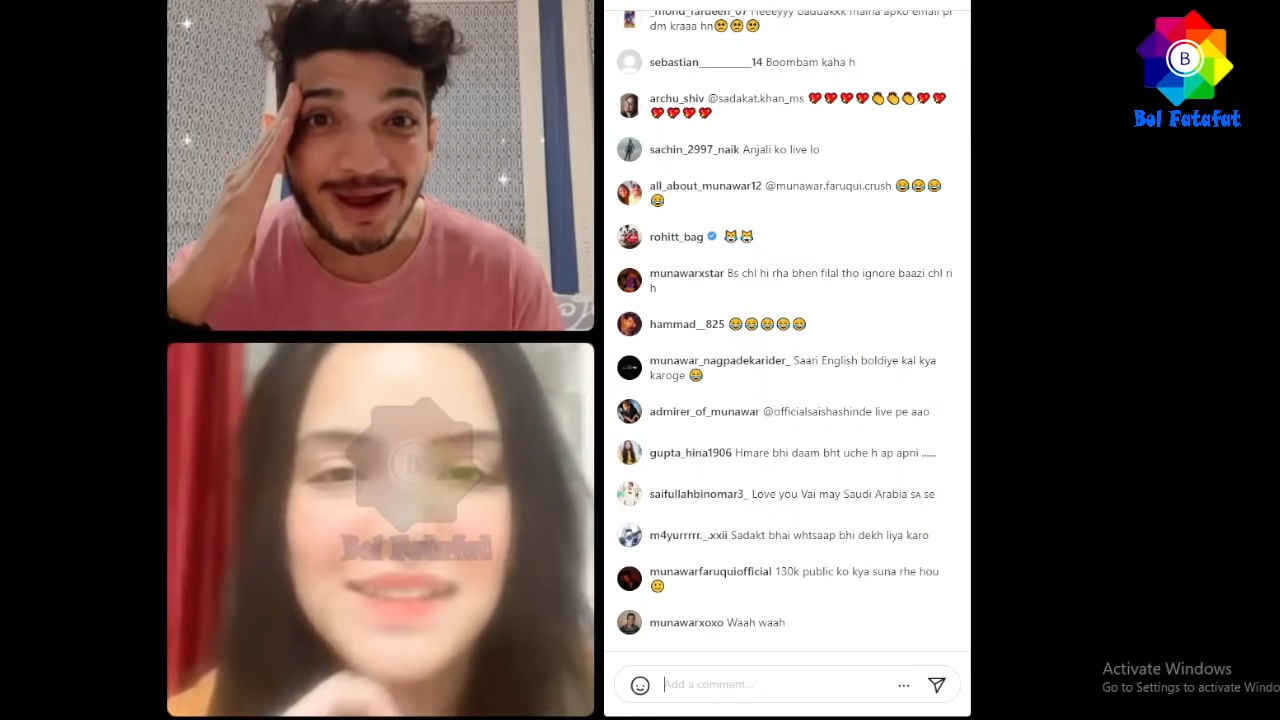 _mohd_fardeen_07 Heeeyyy baddakkk maina apko email pr
dm kraaa hn🥺🥺🥺
sebastian__________14 Boombam kaha h
archu_shiv @sadakat.khan_ms 💖💖💖💖👏👏👏💖💖
💖💖💖💖
sachin_2997_naik Anjali ko live lo
all_about_munawar12 @munawar.faruqui.crush 😂😂😂
😂
rohitt_bag 😹😹
munawarxstar Bs chl hi rha bhen filal tho ignore baazi chl ri
h
hammad__825 😂😂😂😂😂
munawar_nagpadekarider_ Saari English boldiye kal kya
karoge 😂
admirer_of_munawar @officialsaishashinde live pe aao
gupta_hina1906 Hmare bhi daam bht uche h ap apni ......
saifullahbinomar3_ Love you Vai may Saudi Arabia sᴀ se
m4yurrrrr._.xxii Sadakt bhai whtsaap bhi dekh liya karo
munawarfaruquiofficial 130k public ko kya suna rhe hou
🙂
munawarxoxo Waah waah
Add a comment...
B
Bol Fatafat
Bol Fatafat
Activate Windows
Go to Settings to activate Windo